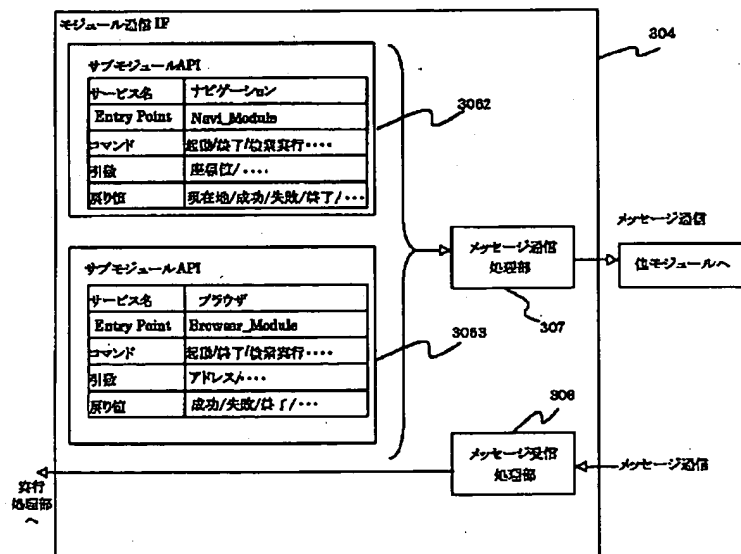 モジュール通信IF
304
サブモジュールAPI
サービス名 ナビゲーション
Entry Point Navi_Module
コマンド 起動/終了/検索実行・・・・
引数 座標位/・・・・
戻り値 現在地/成功/失敗/終了/・・・
3062
サブモジュールAPI
サービス名 ブラウザ
Entry Point Browser_Module
コマンド 起動/終了/検索実行・・・・
引数 アドレス/・・・・
戻り値 成功/失敗/終了/・・・
3063
メッセージ送信
処理部
307
メッセージ通信
他モジュールへ
308
メッセージ受信
処理部
メッセージ通信
実行
処理部
へ